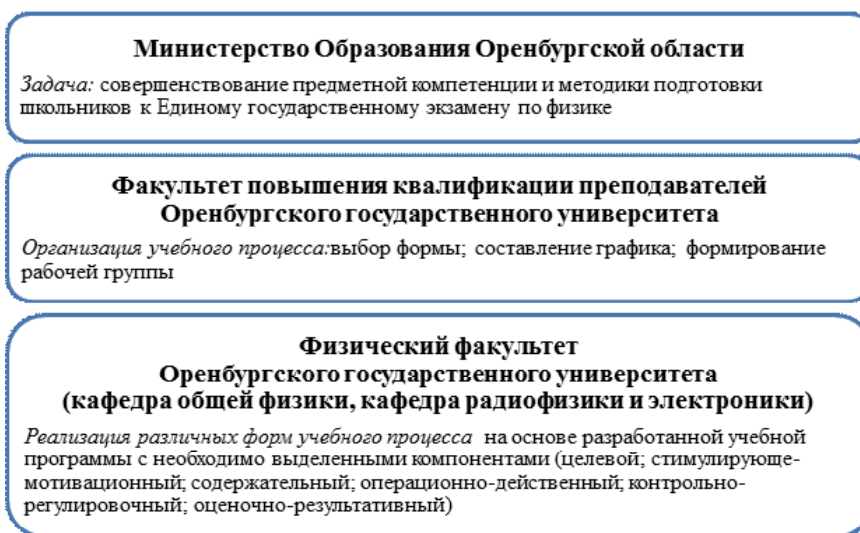 Министерство Образования Оренбургской области
Задача: совершенствование предметной компетенции и методики подготовки
школьников к Единому государственному экзамену по физике
Факультет повышения квалификации преподавателей
Оренбургского государственного университета
Организация учебного процесса:выбор формы; составление графика; формирование
рабочей группы
Физический факультет
Оренбургского государственного университета
(кафедра общей физики, кафедра радиофизики и электроники)
Реализация различных форм учебного процесса на основе разработанной учебной
программы с необходимо выделенными компонентами (целевой; стимулирующе-
мотивационный; содержательный; операционно-действенный; контрольно-
регулировочный; оценочно-результативный)